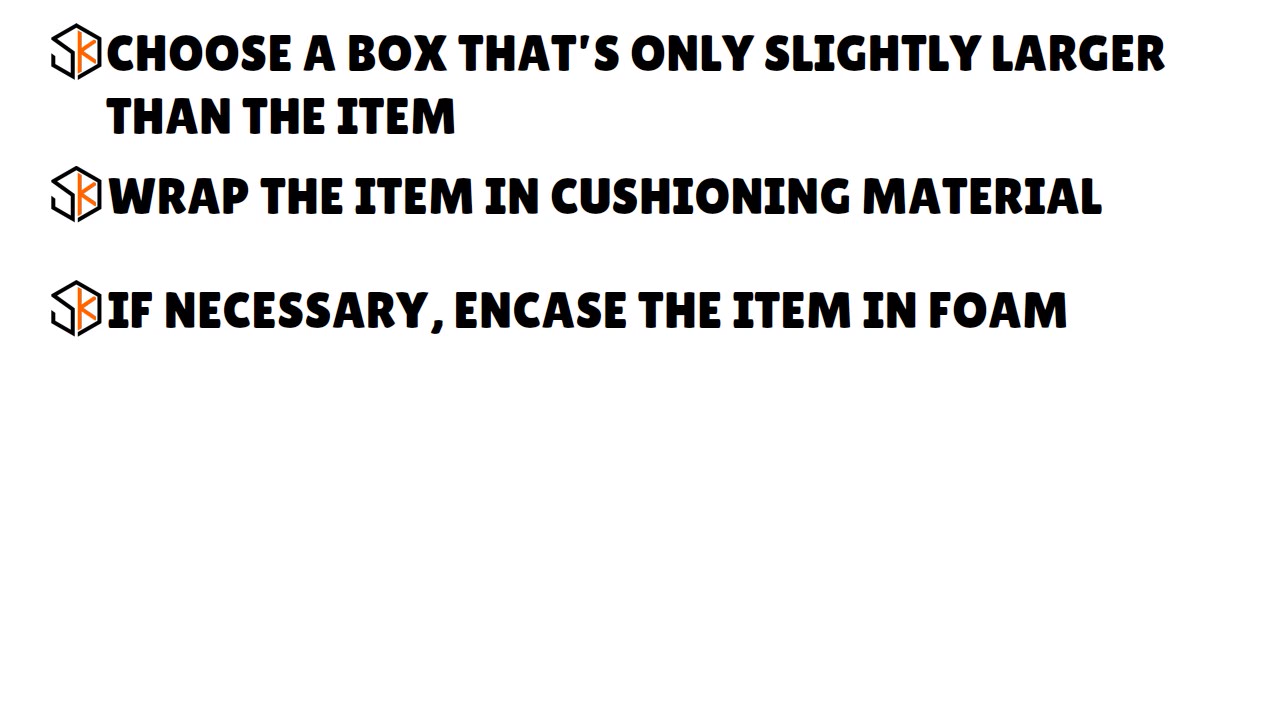 CHOOSE A BOX THAT'S ONLY SLIGHTLY LARGER
THAN THE ITEM
WRAP THE ITEM IN CUSHIONING MATERIAL
IF NECESSARY, ENCASE THE ITEM IN FOAM